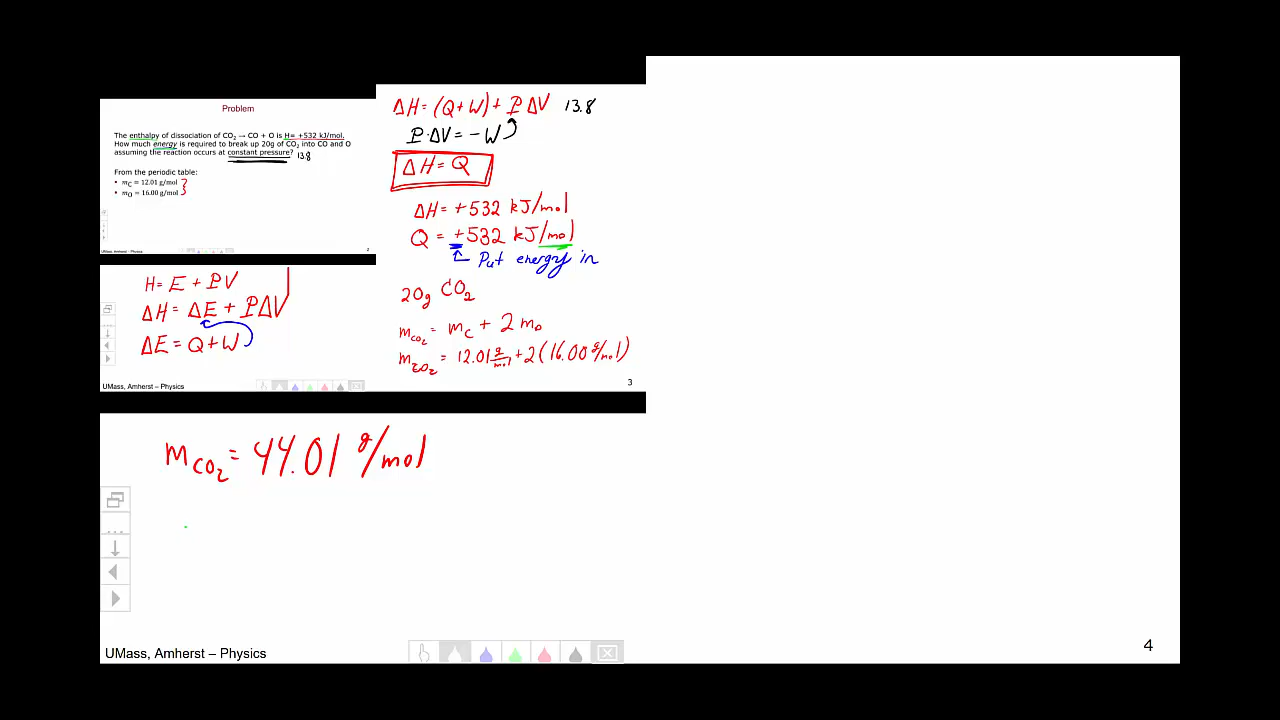 Problem
The enthalpy of dissociation of CO₂ → CO + O is H= +532 kJ/mol.
How much energy is required to break up 20g of CO₂ into CO and O
assuming the reaction occurs at constant pressure? 13.8
From the periodic table:
• m_C = 12.01 g/mol
• m_O = 16.00 g/mol
UMass, Amherst – Physics
2
H= E + PV
ΔH= ΔE + PΔV
ΔE = Q+W
UMass, Amherst – Physics
ΔH= (Q+W)+ PΔV 13.8
P·ΔV = -W
ΔH= Q
ΔH= +532 kJ/mol
Q = +532 kJ/mol
Put energy in
20g CO₂
m_CO₂ = m_C + 2 m_O
m_2CO₂ = 12.01 g/mol +2(16.00 g/mol)
3
m_CO₂ = 44.01 g/mol
...
UMass, Amherst – Physics
4